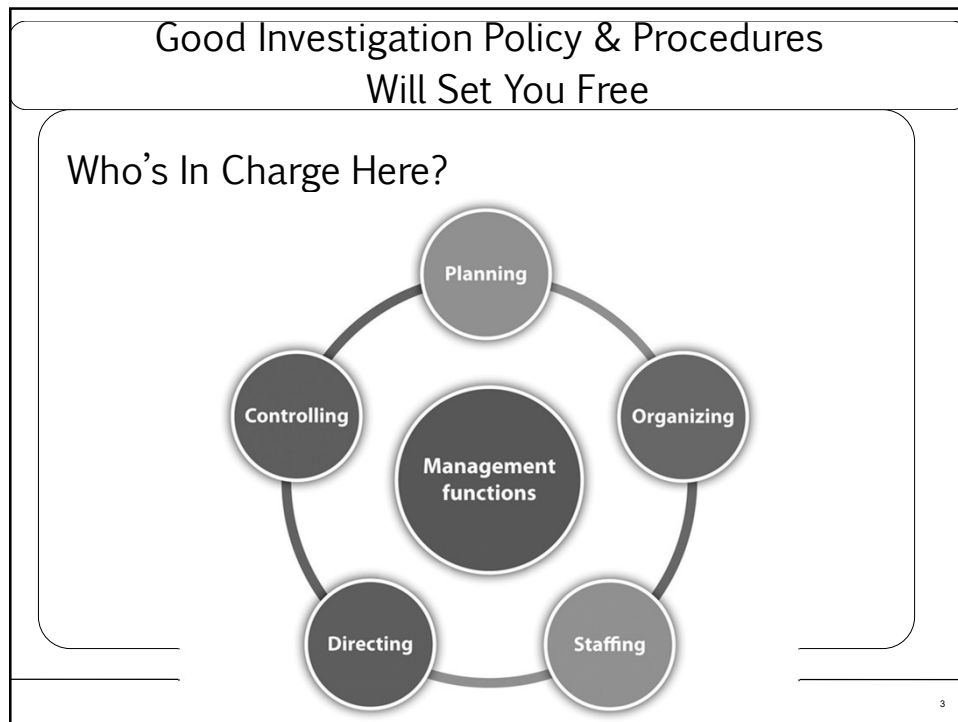 Good Investigation Policy & Procedures
Will Set You Free
Who's In Charge Here?
Planning
Controlling
Organizing
Management
functions
Directing
Staffing
3